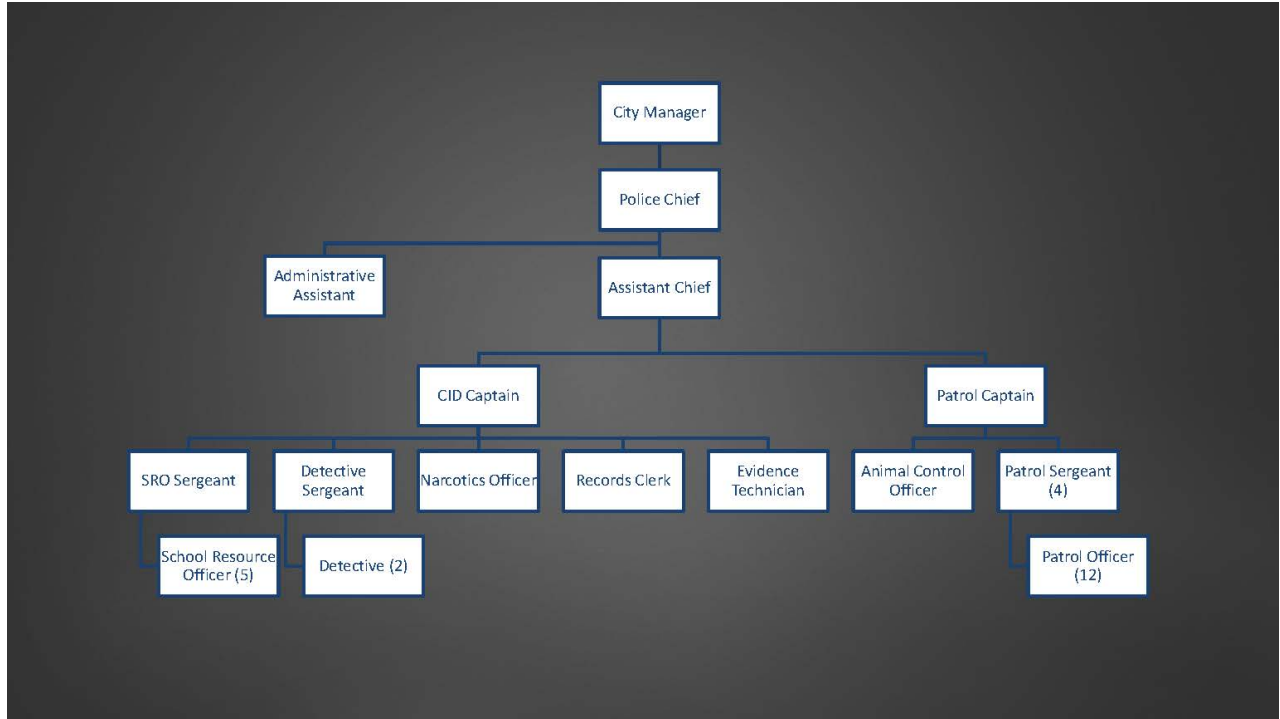 City Manager
Police Chief
Administrative
Assistant
Assistant Chief
CID Captain
Patrol Captain
SRO Sergeant
Detective
Sergeant
Narcotics Officer
Records Clerk
Evidence
Technician
Animal Control
Officer
Patrol Sergeant
(4)
School Resource
Officer (5)
Detective (2)
Patrol Officer
(12)